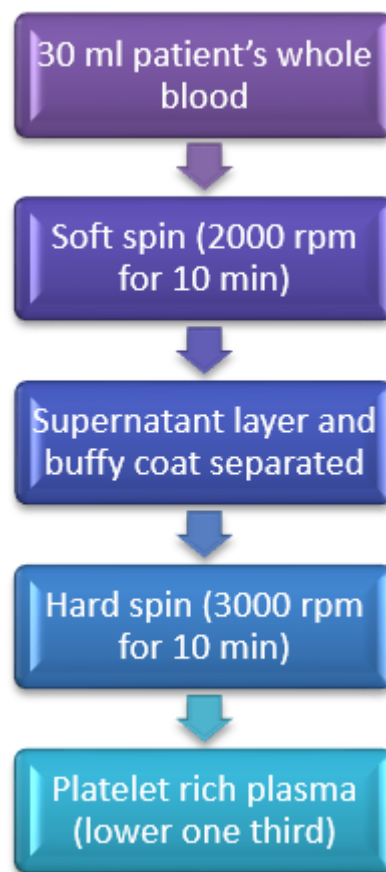 30 ml patient’s whole
blood
Soft spin (2000 rpm
for 10 min)
Supernatant layer and
buffy coat separated
Hard spin (3000 rpm
for 10 min)
Platelet rich plasma
(lower one third)